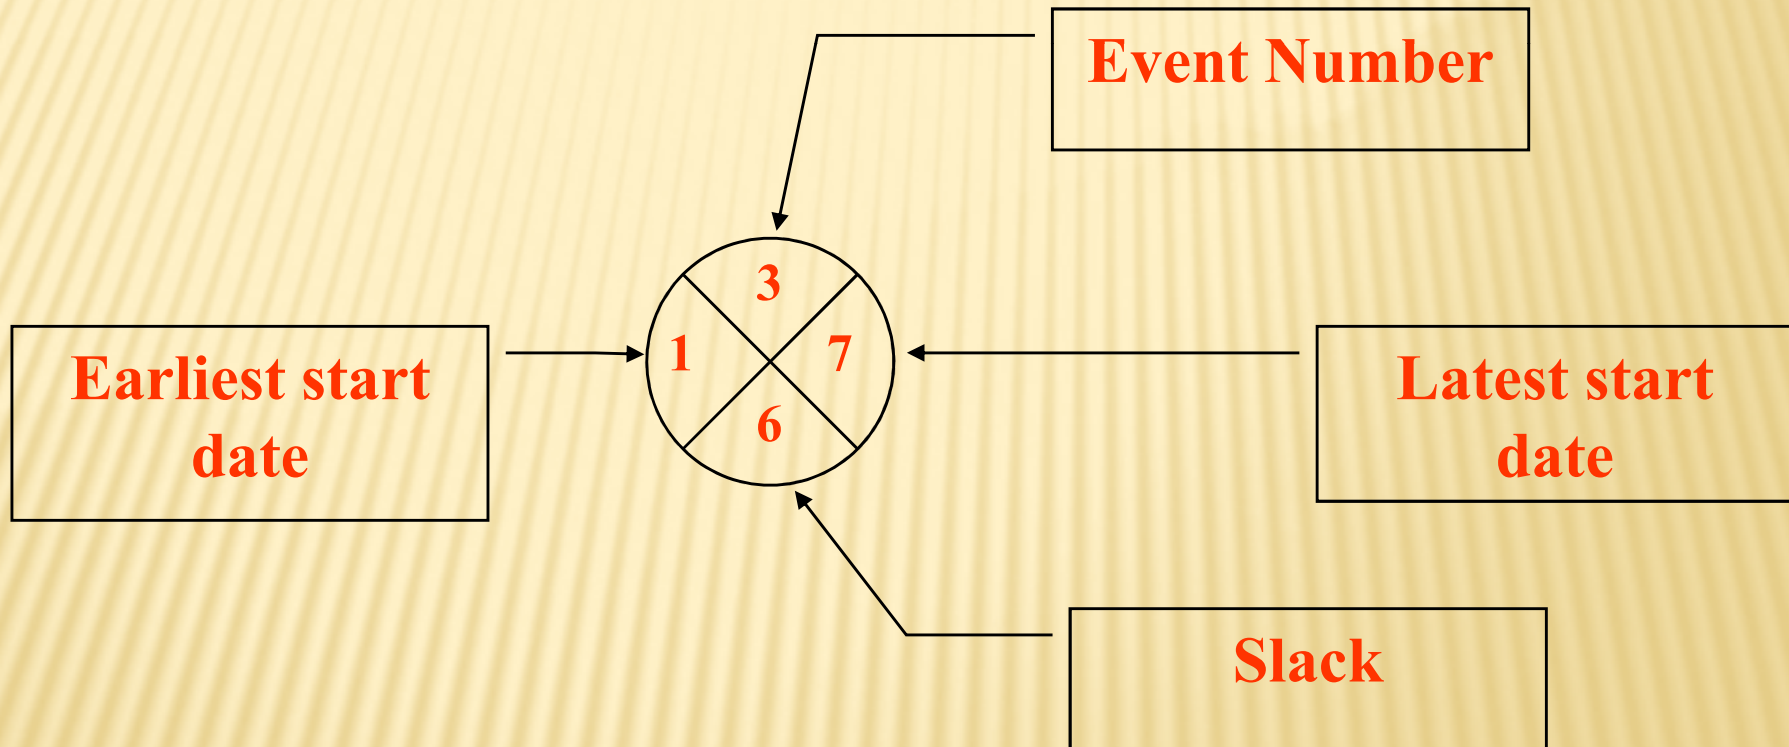 Event Number
3
1
7
6
Earliest start
date
Latest start
date
Slack